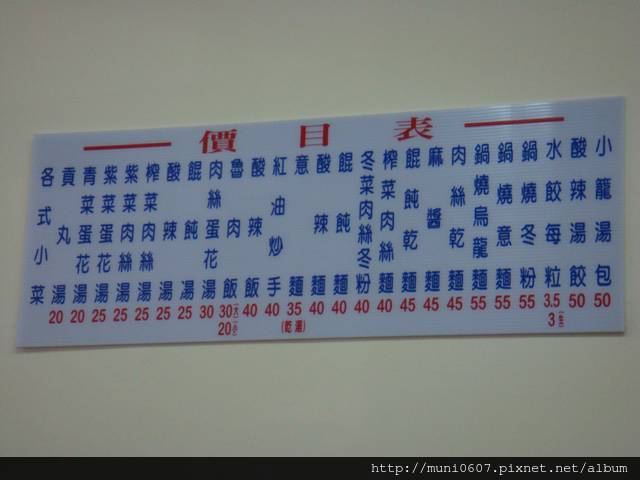 價目表
小籠湯包 50
酸辣湯餃 50
水餃每粒 3.5 3(生)
鍋燒冬粉 55
鍋燒意麵 55
鍋燒烏龍麵 55
肉絲乾麵 45
麻醬麵 45
餛飩乾麵 45
榨菜肉絲麵 40
冬菜肉絲冬粉 40
餛飩麵 40
酸辣麵 40
意麵 35 (乾湯)
紅油炒手 40
酸辣飯 40
魯肉飯 30(大) 20(小)
肉絲蛋花湯 30
餛飩湯 25
酸辣湯 25
榨菜肉絲湯 25
紫菜肉絲湯 25
紫菜蛋花湯 25
青菜蛋花湯 20
貢丸湯 20
各式小菜
http://muni0607.pixnet.net/album